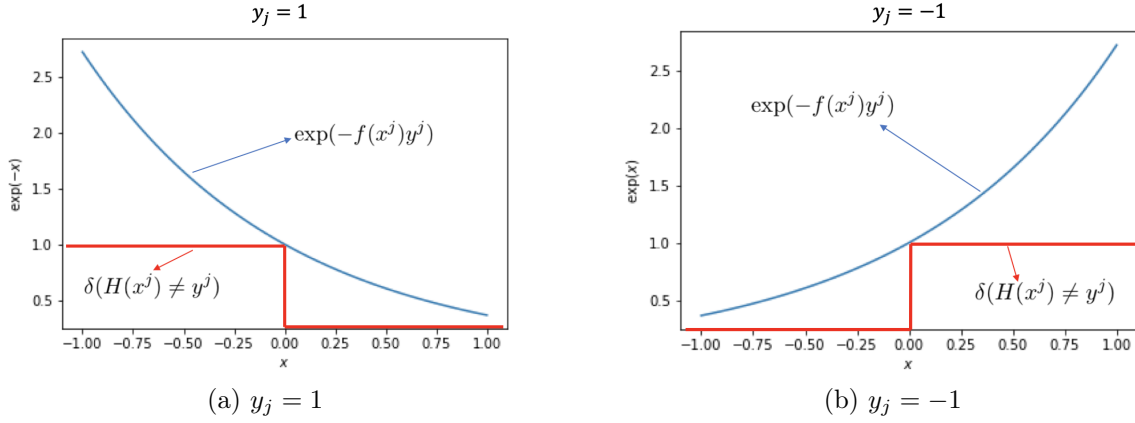 y_j = 1
2.5
2.0
1.5
1.0
0.5
exp(−x)
exp(−f(x^j)y^j)
δ(H(x^j) ≠ y^j)
−1.00 −0.75 −0.50 −0.25 0.00 0.25 0.50 0.75 1.00
x
(a) y_j = 1
y_j = −1
2.5
2.0
1.5
1.0
0.5
exp(x)
exp(−f(x^j)y^j)
δ(H(x^j) ≠ y^j)
−1.00 −0.75 −0.50 −0.25 0.00 0.25 0.50 0.75 1.00
x
(b) y_j = −1